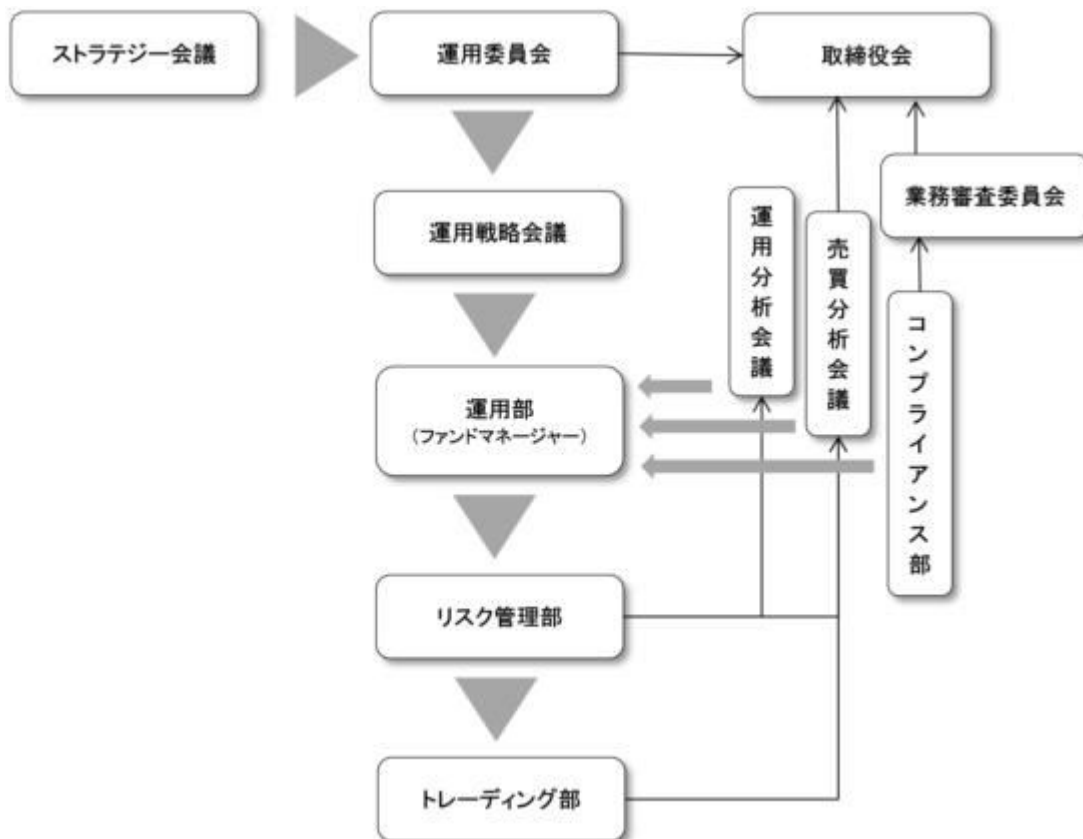 ストラテジー会議
運用委員会
取締役会
業務審査委員会
運用戦略会議
運用分析会議
売買分析会議
コンプライアンス部
運用部
（ファンドマネージャー）
リスク管理部
トレーディング部